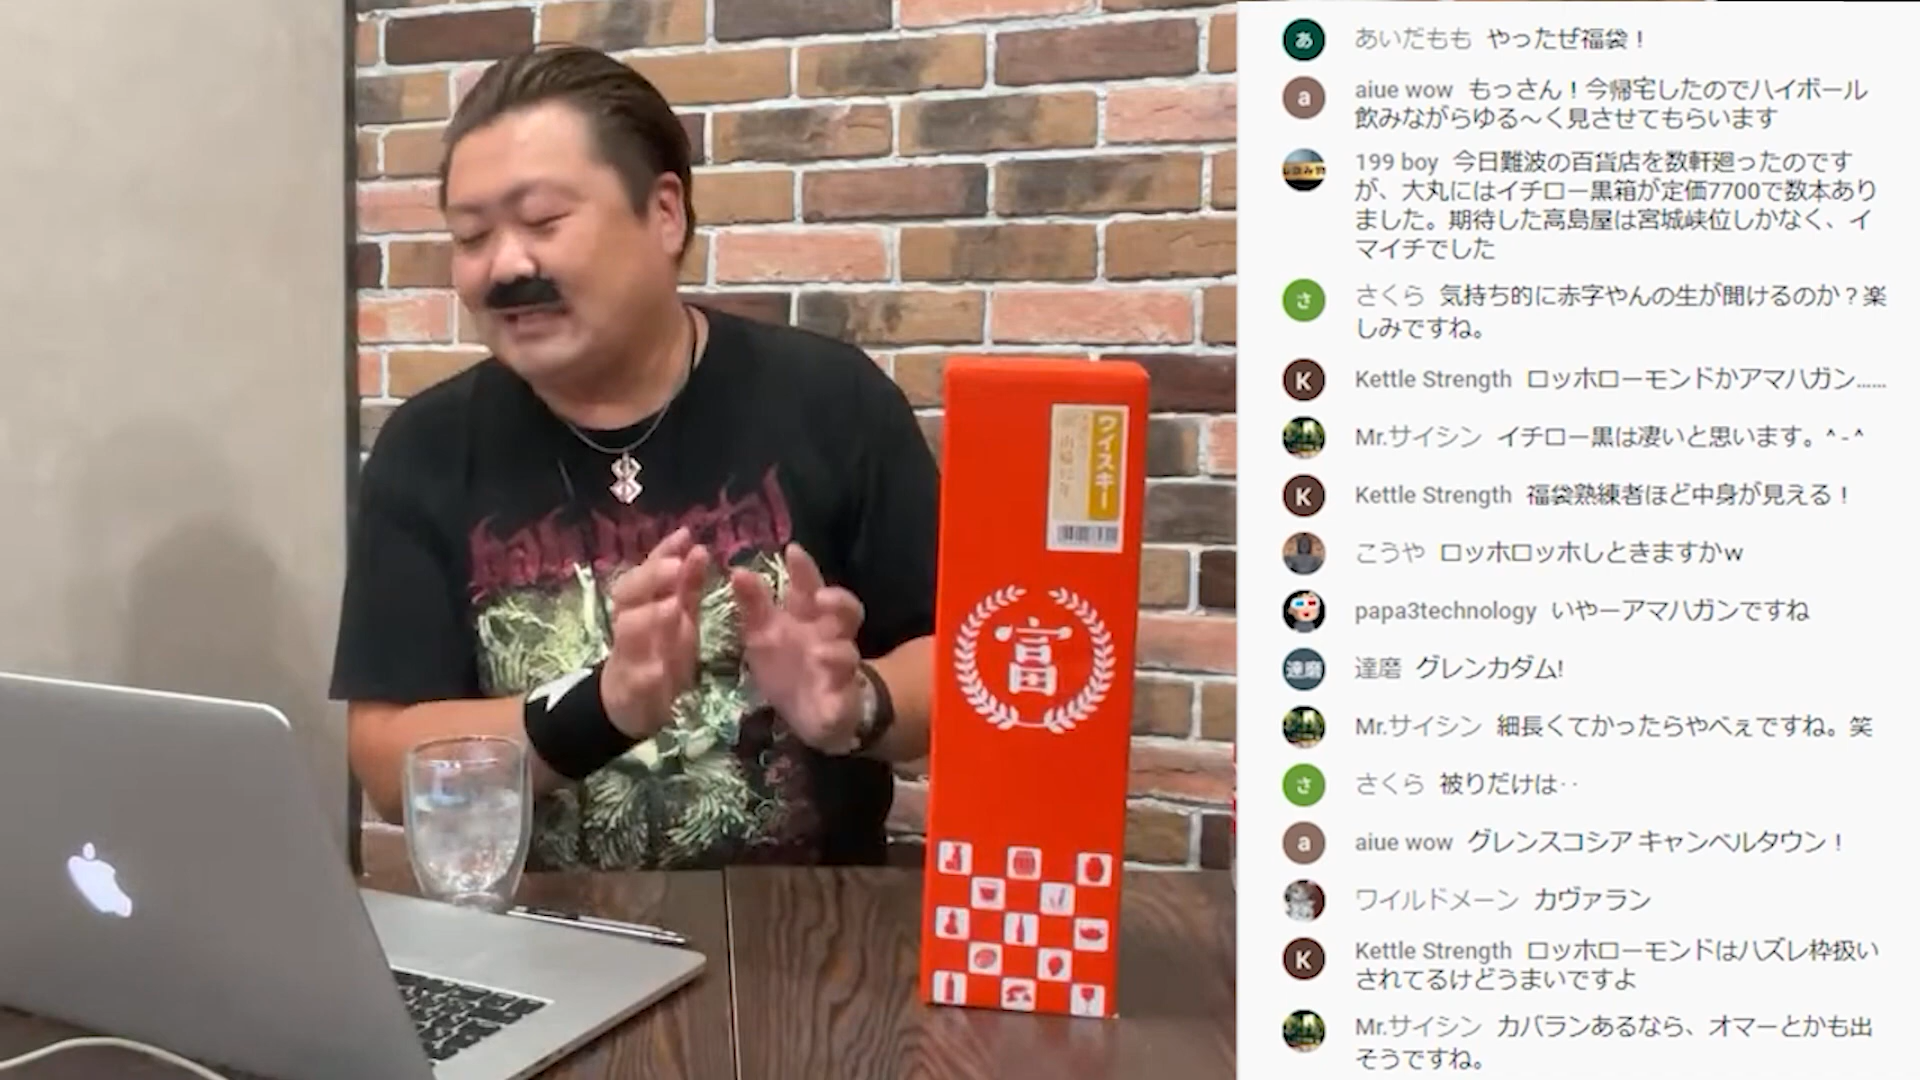 ウイスキー
富
あ あいだもも やったぜ福袋！
a aiue wow もっさん！今帰宅したのでハイボール
飲みながらゆる～く見させてもらいます
199 boy 今日難波の百貨店を数軒廻ったのです
が、大丸にはイチロー黒箱が定価7700で数本あり
ました。期待した高島屋は宮城峡位しかなく、イ
マイチでした
さ さくら 気持ち的に赤字やんの生が聞けるのか？楽
しみですね。
K Kettle Strength ロッホローモンドかアマハガン……
Mr.サイシン イチロー黒は凄いと思います。^ - ^
K Kettle Strength 福袋熟練者ほど中身が見える！
こうや ロッホロッホしときますかw
papa3technology いやーアマハガンですね
達磨 達磨 グレンカダム!
Mr.サイシン 細長くてかったらやべぇですね。笑
さ さくら 被りだけは‥
a aiue wow グレンスコシア キャンベルタウン！
ワイルドメーン カヴァラン
K Kettle Strength ロッホローモンドはハズレ枠扱い
されてるけどうまいですよ
Mr.サイシン カバランあるなら、オマーとかも出
そうですね。